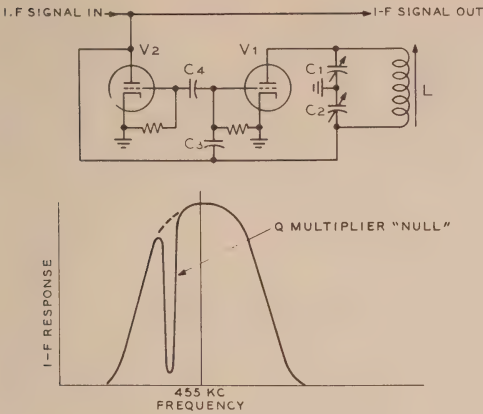 I.F SIGNAL IN
I-F SIGNAL OUT
V2
V1
C4
C1
C2
C3
L
Q MULTIPLIER "NULL"
I-F RESPONSE
455 KC
FREQUENCY